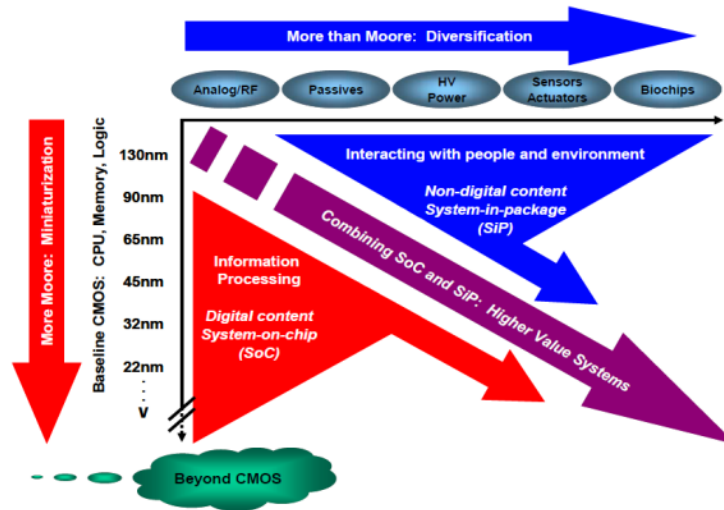 More than Moore: Diversification
Analog/RF
Passives
HV
Power
Sensors
Actuators
Biochips
More Moore: Miniaturization
Baseline CMOS: CPU, Memory, Logic
130nm
90nm
65nm
45nm
32nm
22nm
V
Interacting with people and environment
Non-digital content
System-in-package
(SiP)
Combining SoC and SiP: Higher Value Systems
Information
Processing
Digital content
System-on-chip
(SoC)
Beyond CMOS